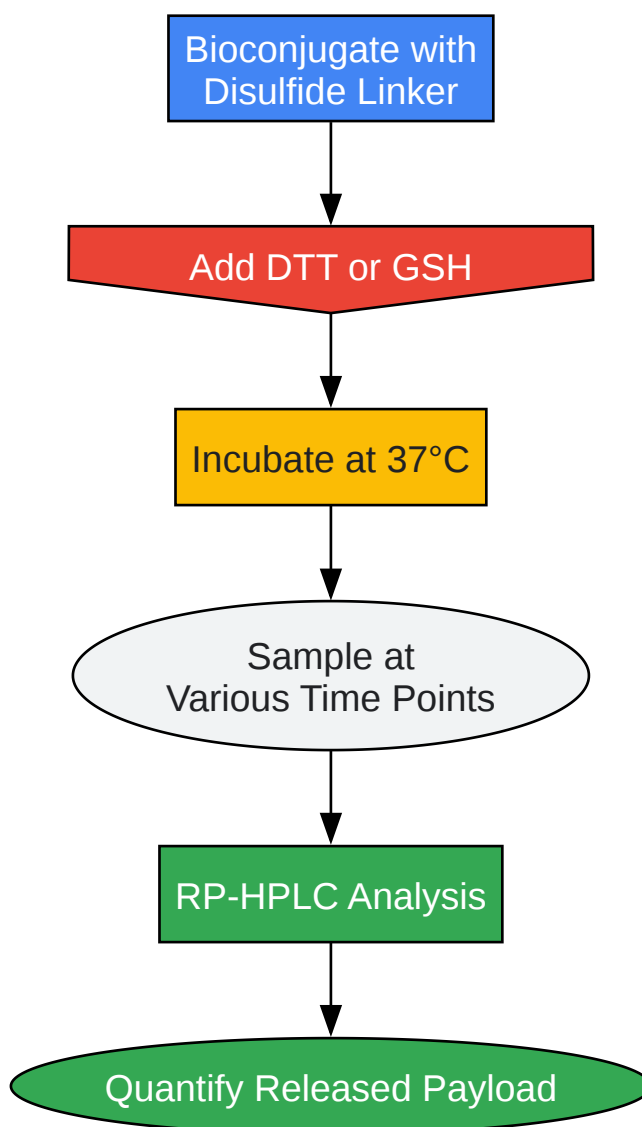 Bioconjugate with
Disulfide Linker
Add DTT or GSH
Incubate at 37°C
Sample at
Various Time Points
RP-HPLC Analysis
Quantify Released Payload